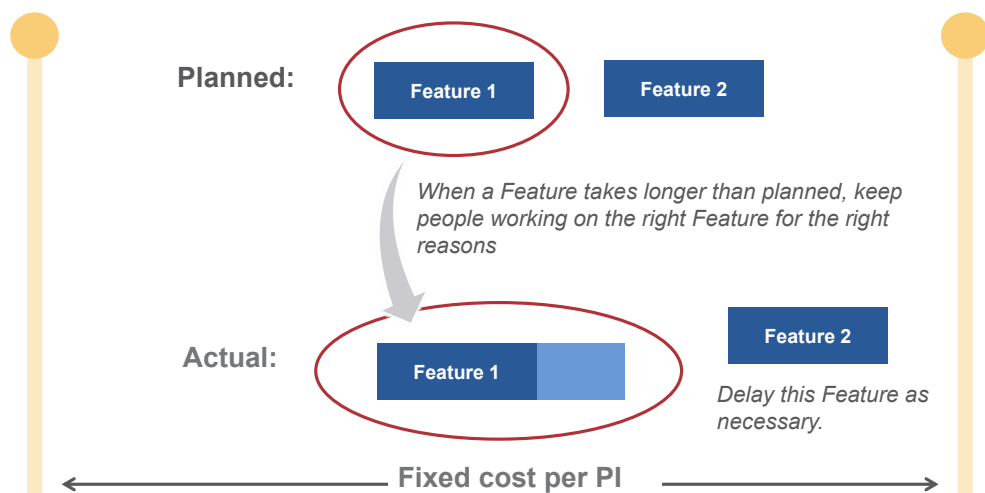 Planned:
Feature 1
Feature 2
When a Feature takes longer than planned, keep
people working on the right Feature for the right
reasons
Actual:
Feature 1
Feature 2
Delay this Feature as
necessary.
Fixed cost per PI